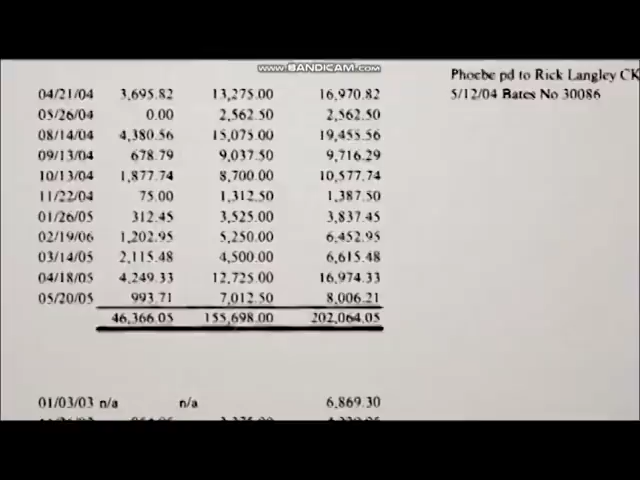 WWW.BANDICAM.COM
Phoebe pd to Rick Langley CK
04/21/04 3,695.82 13,275.00 16,970.82 5/12/04 Bates No 30086
05/26/04 0.00 2,562.50 2,562.50
08/14/04 4,380.56 15,075.00 19,455.56
09/13/04 678.79 9,037.50 9,716.29
10/13/04 1,877.74 8,700.00 10,577.74
11/22/04 75.00 1,312.50 1,387.50
01/26/05 312.45 3,525.00 3,837.45
02/19/06 1,202.95 5,250.00 6,452.95
03/14/05 2,115.48 4,500.00 6,615.48
04/18/05 4,249.33 12,725.00 16,974.33
05/20/05 993.71 7,012.50 8,006.21
46,366.05 155,698.00 202,064.05
01/03/03 n/a n/a 6,869.30